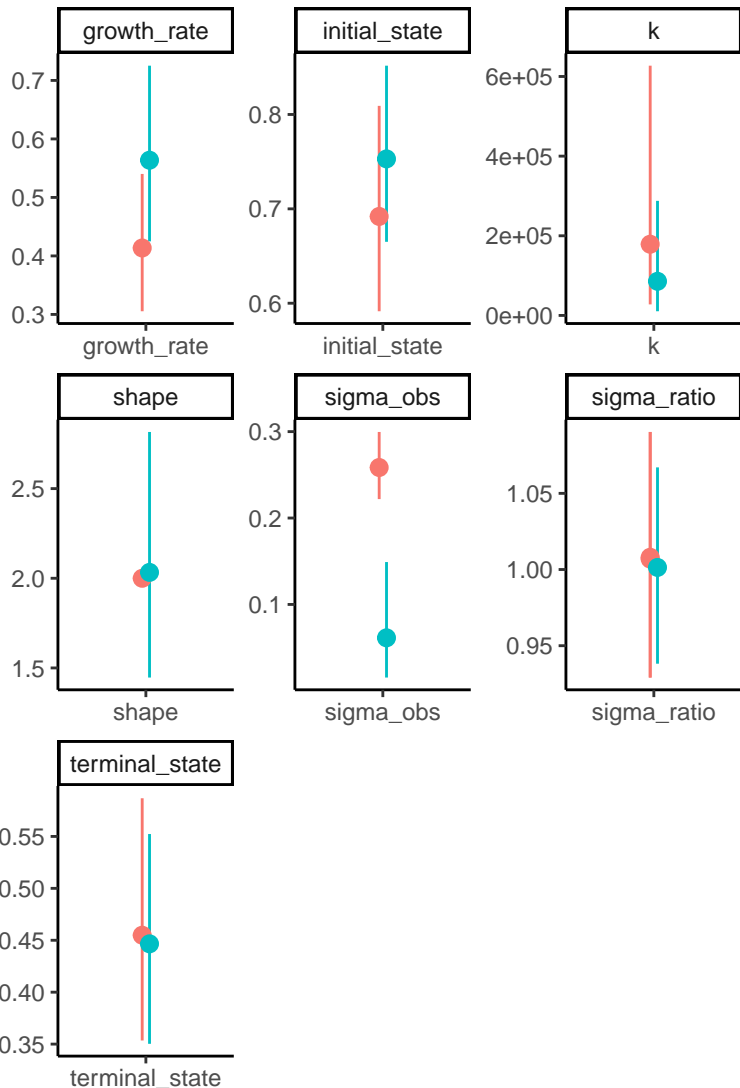 growth_rate
initial_state
k
0.7
0.6
0.5
0.4
0.3
growth_rate
0.8
0.7
0.6
initial_state
6e+05
4e+05
2e+05
0e+00
k
shape
sigma_obs
sigma_ratio
2.5
2.0
1.5
shape
0.3
0.2
0.1
sigma_obs
1.05
1.00
0.95
sigma_ratio
terminal_state
0.55
0.50
0.45
0.40
0.35
terminal_state